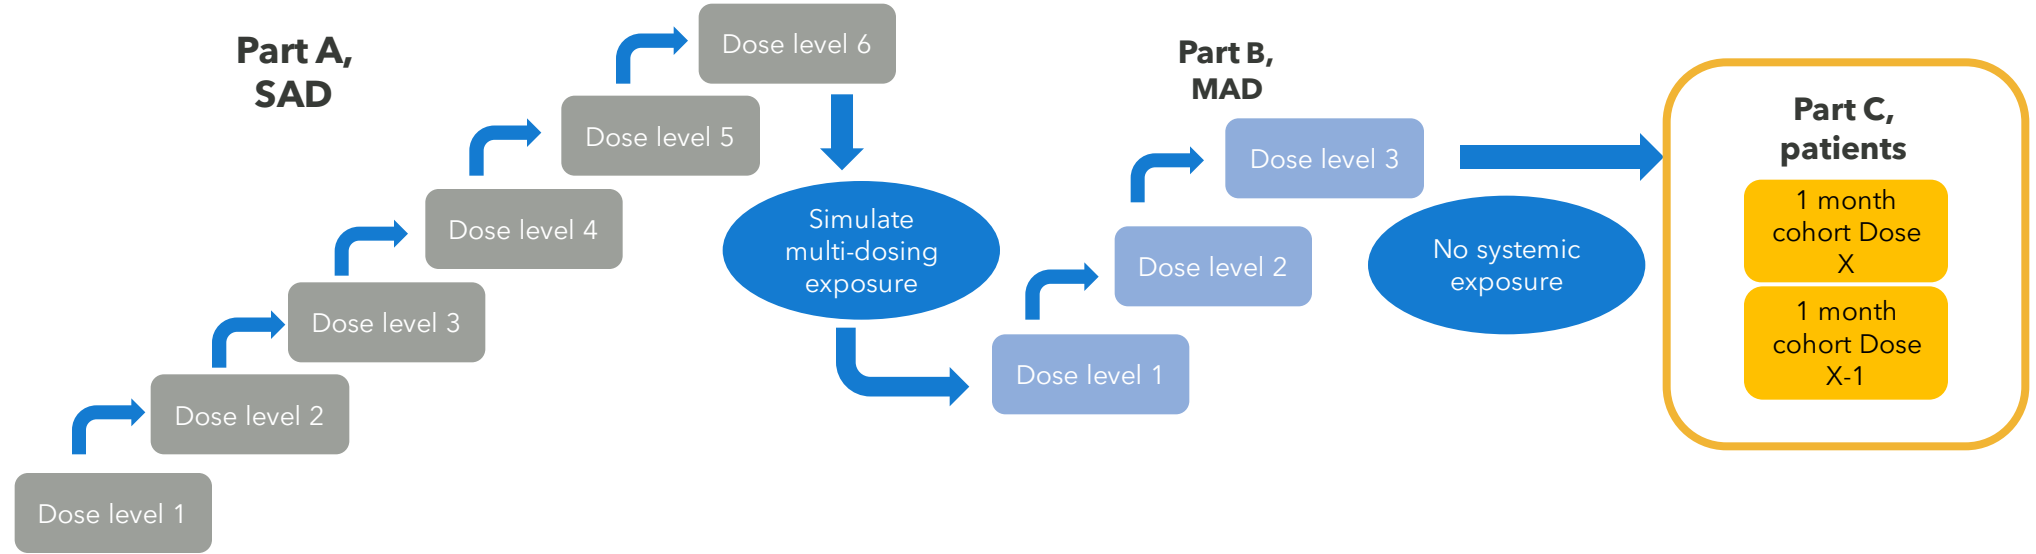 Part A,
SAD
Dose level 1
Dose level 2
Dose level 3
Dose level 4
Dose level 5
Dose level 6
Simulate
multi-dosing
exposure
Part B,
MAD
Dose level 1
Dose level 2
Dose level 3
No systemic
exposure
Part C,
patients
1 month
cohort Dose
X
1 month
cohort Dose
X-1